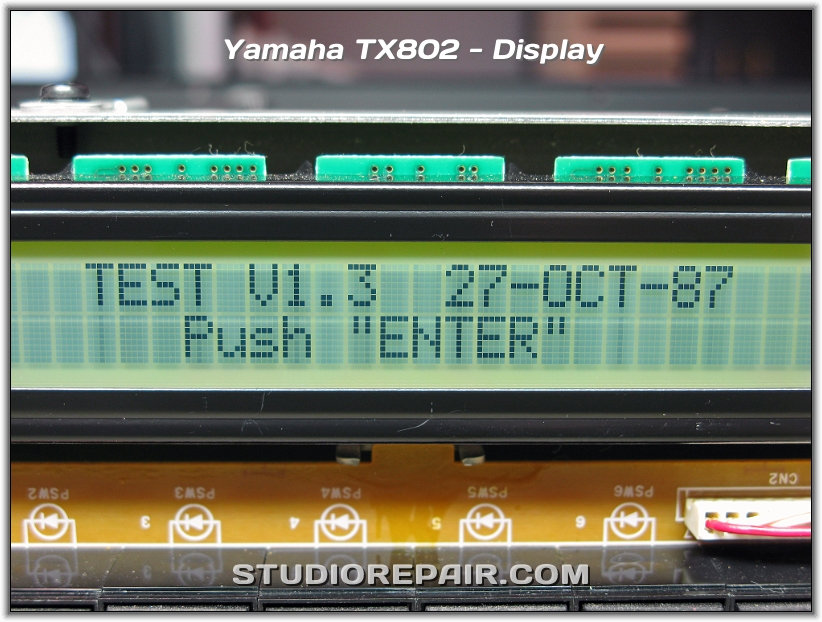 Yamaha TX802 - Display
TEST V1.3 27-OCT-87
Push "ENTER"
PSW2 PSW3 PSW4 PSW5 PSW6 CN2
3 4 5 6
STUDIOREPAIR.COM